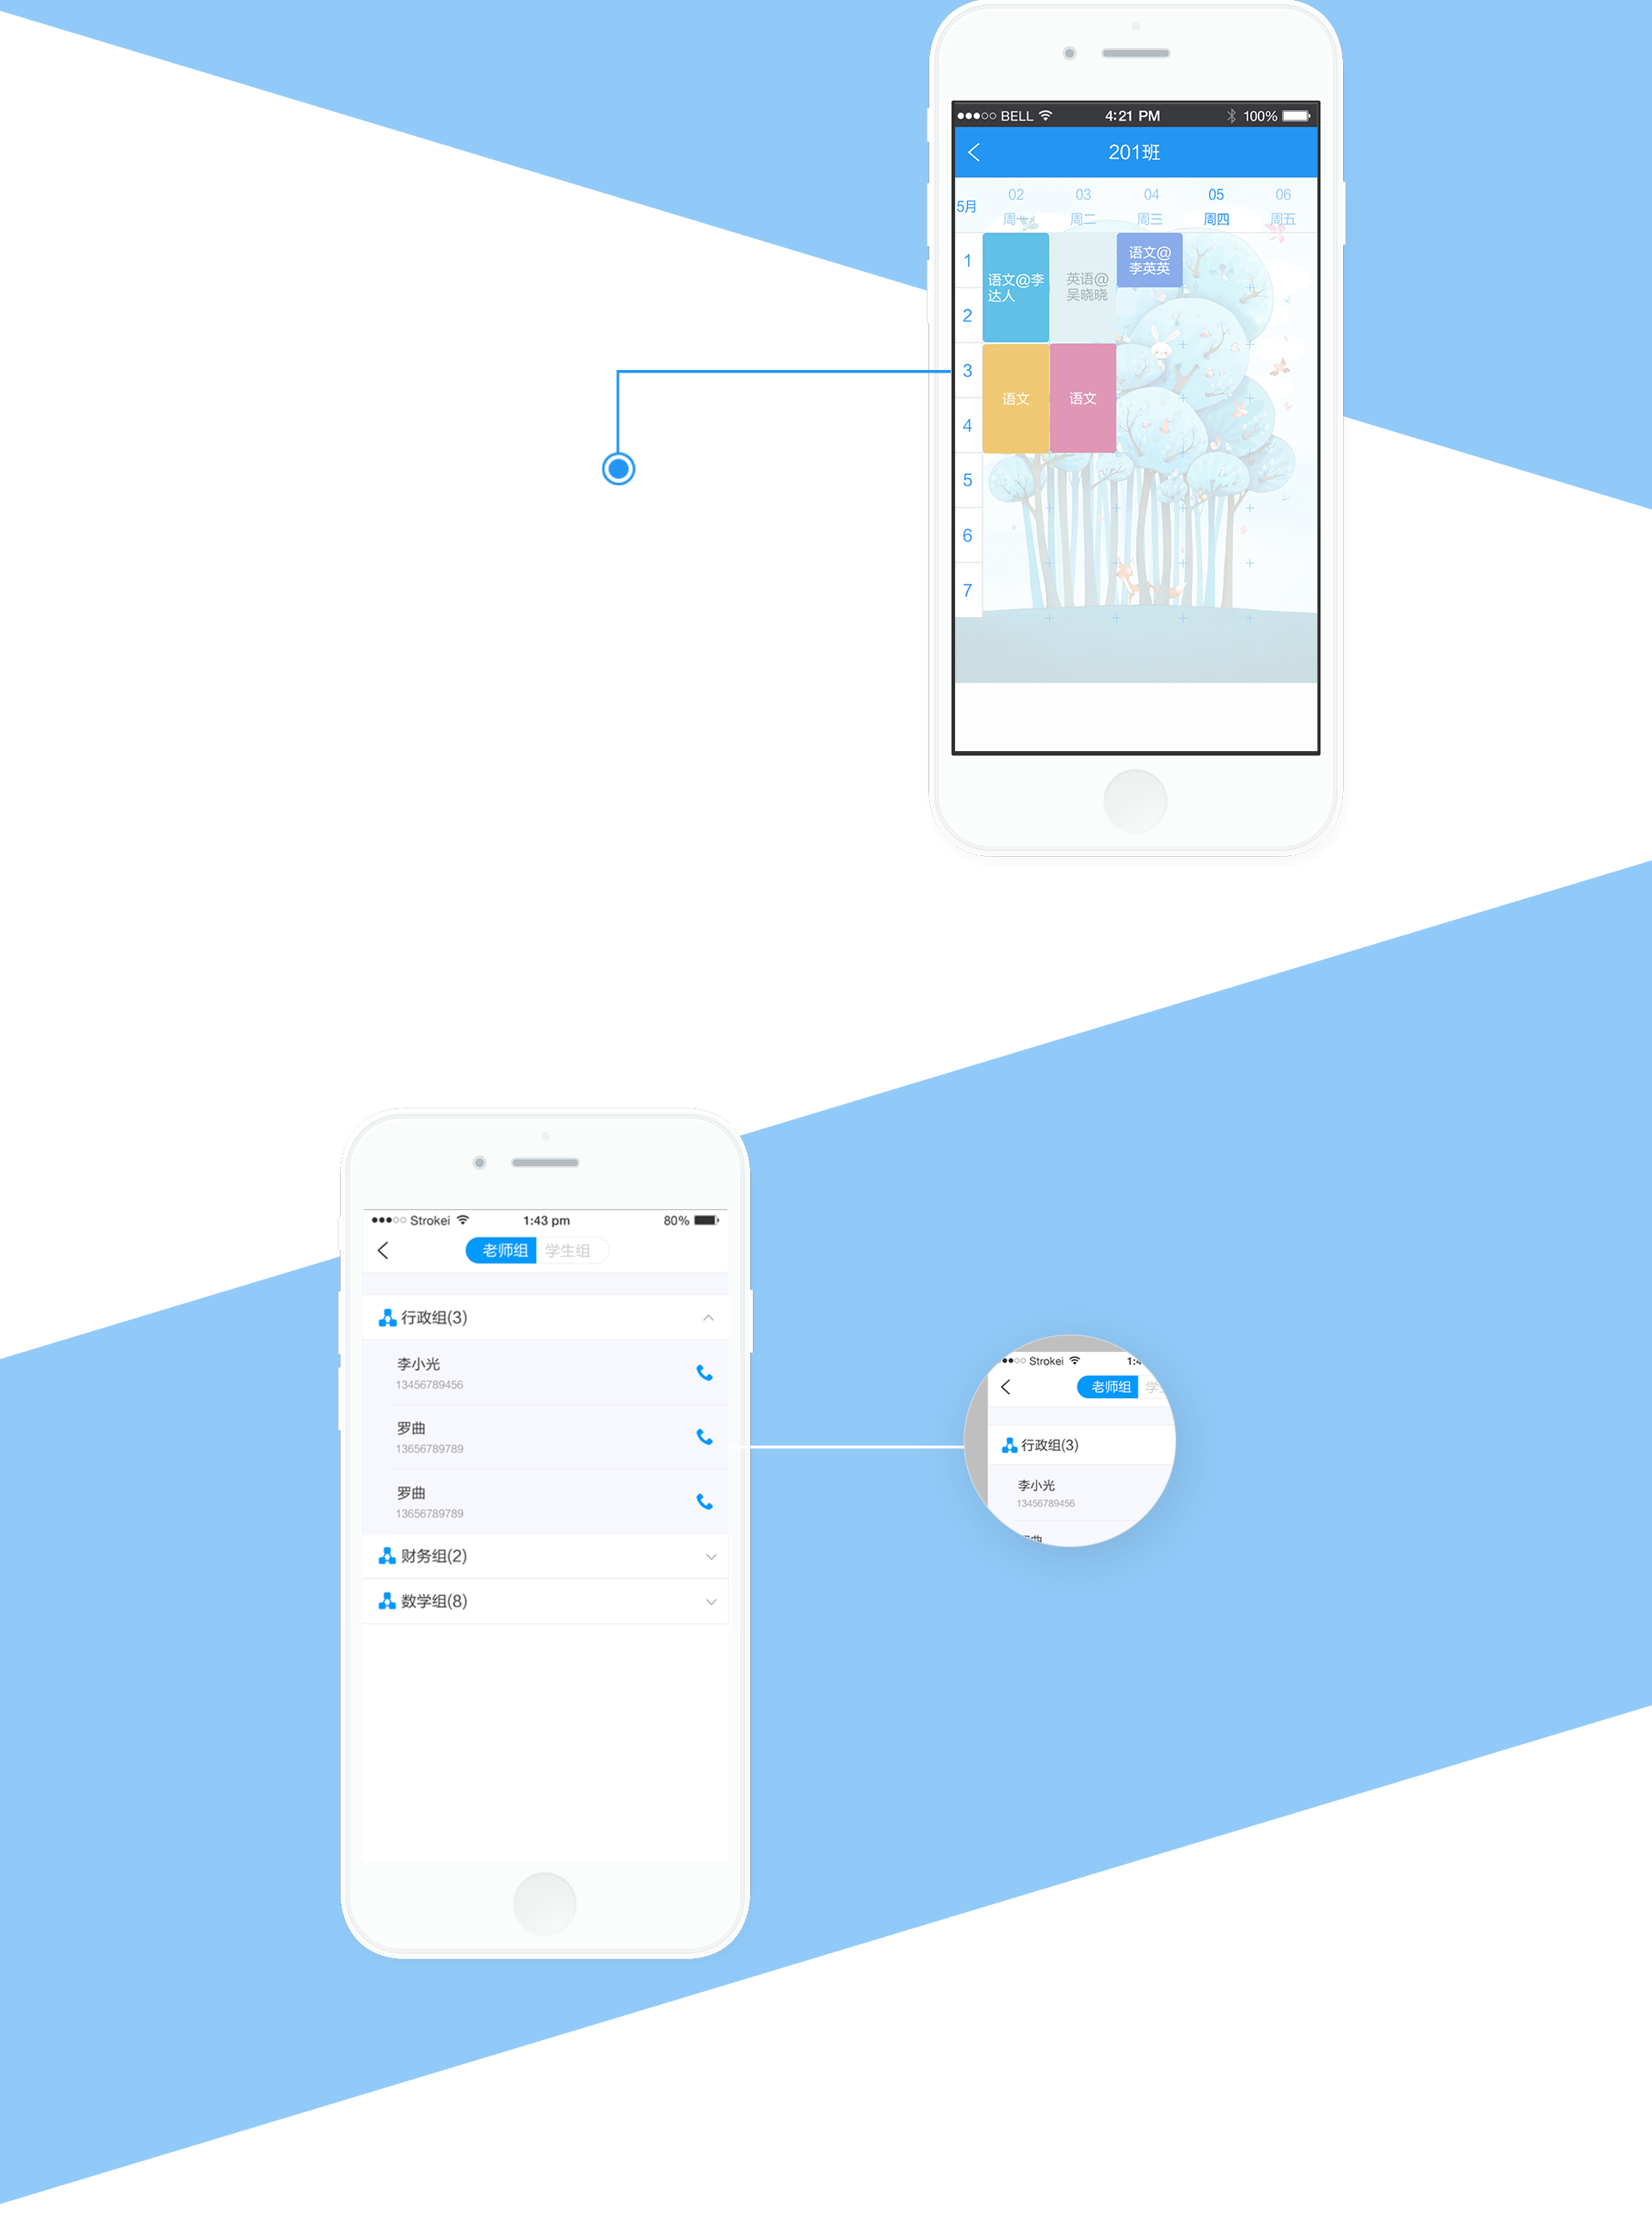 BELL 4:21 PM 100%
201班
5月
02 03 04 05 06
周一 周二 周三 周四 周五
1
语文@李
达人
英语@
吴晓晓
语文@
李英英
2
3
语文 语文
4
5
6
7
Strokei 1:43 pm 80%
老师组 学生组
行政组(3)
李小光
13456789456
罗曲
13656789789
罗曲
13656789789
财务组(2)
数学组(8)
Strokei 1:4
老师组
行政组(3)
李小光
13456789456